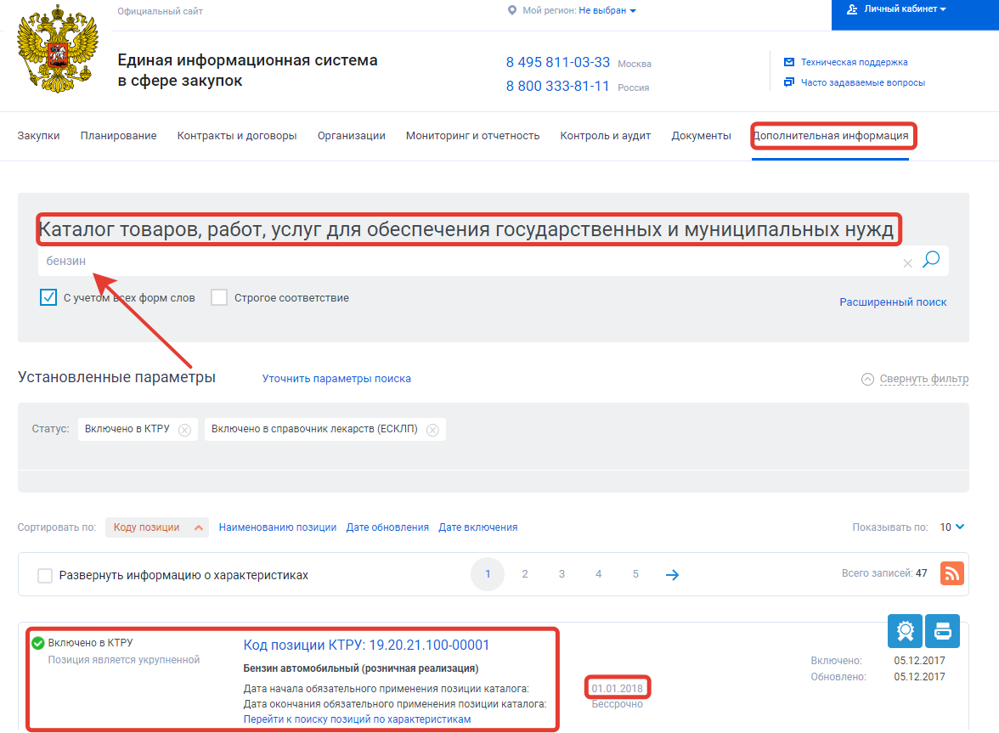 Официальный сайт
Мой регион: Не выбран
Личный кабинет
Единая информационная система
в сфере закупок
8 495 811-03-33 Москва
8 800 333-81-11 Россия
Техническая поддержка
Часто задаваемые вопросы
Закупки Планирование Контракты и договоры Организации Мониторинг и отчетность Контроль и аудит Документы Дополнительная информация
Каталог товаров, работ, услуг для обеспечения государственных и муниципальных нужд
бензин
С учетом всех форм слов Строгое соответствие
Расширенный поиск
Установленные параметры Уточнить параметры поиска Свернуть фильтр
Статус: Включено в КТРУ Включено в справочник лекарств (ЕСКЛП)
Сортировать по: Коду позиции Наименованию позиции Дате обновления Дате включения Показывать по: 10
Развернуть информацию о характеристиках 1 2 3 4 5 Всего записей: 47
Включено в КТРУ
Позиция является укрупненной
Код позиции КТРУ: 19.20.21.100-00001
Бензин автомобильный (розничная реализация)
Дата начала обязательного применения позиции каталога: 01.01.2018
Дата окончания обязательного применения позиции каталога: Бессрочно
Перейти к поиску позиций по характеристикам
Включено: 05.12.2017
Обновлено: 05.12.2017